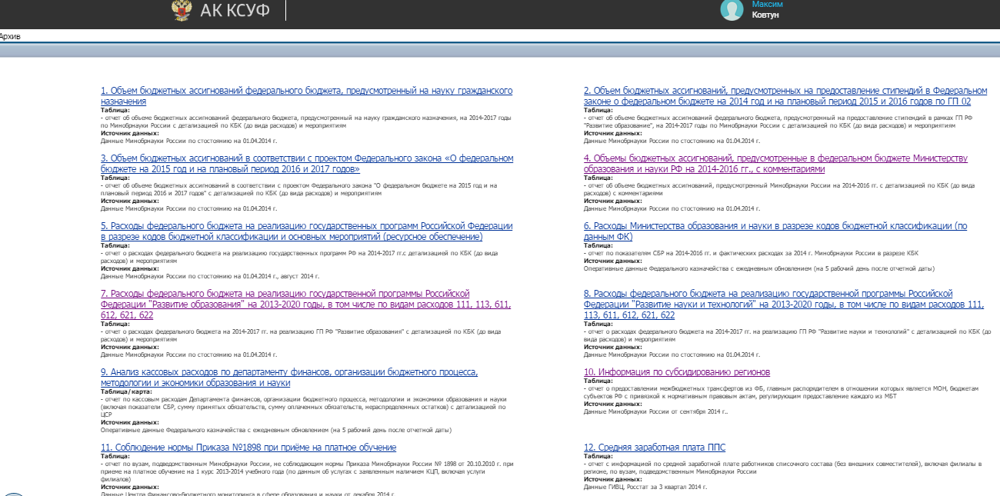 АК КСУФ
Максим
Ковтун
Архив
1. Объем бюджетных ассигнований федерального бюджета, предусмотренный на науку гражданского
назначения
Таблица:
- отчет об объеме бюджетных ассигнований федерального бюджета, предусмотренный на науку гражданского назначения, на 2014-2017 годы
по Минобрнауки России с детализацией по КБК (до вида расходов) и мероприятиям
Источник данных:
Данные Минобрнауки России по стостоянию на 01.04.2014 г.
2. Объем бюджетных ассигнований, предусмотренных на предоставление стипендий в Федеральном
законе о федеральном бюджете на 2014 год и на плановый период 2015 и 2016 годов по ГП 02
Таблица:
- отчет об объеме бюджетных ассигнований федерального бюджета, предусмотренный на предоставление стипендий в рамках ГП РФ
"Развитие образование", на 2014-2017 годы по Минобрнауки России с детализацией по КБК (до вида расходов) и мероприятиям
Источник данных:
Данные Минобрнауки России по стостоянию на 01.04.2014 г.
3. Объем бюджетных ассигнований в соответствии с проектом Федерального закона «О федеральном
бюджете на 2015 год и на плановый период 2016 и 2017 годов»
Таблица:
- отчет об объеме бюджетных ассигнований в соответствии с проектом Федерального закона "О федеральном бюджете на 2015 год и на
плановый период 2016 и 2017 годов" с детализацией по КБК (до вида расходов) и мероприятиям
Источник данных:
Данные Минобрнауки России по стостоянию на 01.04.2014 г.
4. Объемы бюджетных ассигнований, предусмотренные в федеральном бюджете Министерству
образования и науки РФ на 2014-2016 гг., с комментариями
Таблица:
- отчет об объеме бюджетных ассигнований, предусмотренный Минобрнауки России на 2014-2016 гг. с детализацией по КБК (до вида
расходов) с комментариями
Источник данных:
Данные Минобрнауки России по стостоянию на 01.04.2014 г.
5. Расходы федерального бюджета на реализацию государственных программ Российской Федерации
в разрезе кодов бюджетной классификации и основных мероприятий (ресурсное обеспечение)
Таблица:
- отчет о расходах федерального бюджета на реализацию государственных программ РФ на 2014-2017 гг.с детализацией по КБК (до вида
расходов) и мероприятиям
Источник данных:
Данные Минобрнауки России по стостоянию на 01.04.2014 г., август 2014 г.
6. Расходы Министерства образования и науки в разрезе кодов бюджетной классификации (по
данным ФК)
Таблица:
- отчет по показателям СБР на 2014-2016 гг. и фактических расходах за 2014 г. Минобрнауки России в разрезе КБК
Источник данных:
Оперативные данные Федерального казначейства с ежедневным обновлением (на 5 рабочий день после отчетной даты)
7. Расходы федерального бюджета на реализацию государственной программы Российской
Федерации "Развитие образования" на 2013-2020 годы, в том числе по видам расходов 111, 113, 611,
612, 621, 622
Таблица:
- отчет о расходах федерального бюджета на 2014-2017 гг. на реализацию ГП РФ "Развитие образования" с детализацией по КБК (до вида
расходов) и мероприятиям
Источник данных:
Данные Минобрнауки России по стостоянию на 01.04.2014 г.
8. Расходы федерального бюджета на реализацию государственной программы Российской
Федерации "Развитие науки и технологий" на 2013-2020 годы, в том числе по видам расходов 111,
113, 611, 612, 621, 622
Таблица:
- отчет о расходах федерального бюджета на 2014-2017 гг. на реализацию ГП РФ "Развитие науки и технологий" с детализацией по КБК (до
вида расходов) и мероприятиям
Источник данных:
Данные Минобрнауки России по стостоянию на 01.04.2014 г.
9. Анализ кассовых расходов по департаменту финансов, организации бюджетного процесса,
методологии и экономики образования и науки
Таблица/карта:
- отчет по кассовым расходам Департамента финансов, организации бюджетного процесса, методологии и экономики образования и науки
(включая показатели СБР, сумму принятых обязательств, сумму оплаченных обязательств, нераспределенных остатков) с детализацией по
ЦСР
Источник данных:
Оперативные данные Федерального казначейства с ежедневным обновлением (на 5 рабочий день после отчетной даты)
10. Информация по субсидированию регионов
Таблица:
- отчет о предоставлении межбюджетных трансфертов из ФБ, главным распорядителем в отношении которых является МОН, бюджетам
субъектов РФ с привязкой к нормативным правовым актам, регулирующим предоставление каждого из МБТ
Источник данных:
Данные Минобрнауки России от сентября 2014 г..
11. Соблюдение нормы Приказа №1898 при приёме на платное обучение
Таблица:
- отчет по вузам, подведомственным Минобрнауки России, не соблюдающим нормы Приказа Минобрнауки России № 1898 от 20.10.2010 г. при
приеме на платное обучение на 1 курс 2013-2014 учебного года (по данным об услугах с заявленным наличием КЦП, включая услуги
филиалов)
Источник данных:
Данные Центра Финансово-бюджетного мониторинга в сфере образования и науки от декабря 2014 г.
12. Средняя заработная плата ППС
Таблица:
- отчет с информацией по средней заработной плате работников списочного состава (без внешних совместителей), включая филиалы в
регионе, по вузам, подведомственным Минобрнауки России
Источник данных:
Данные ГИВЦ, Росстат за 3 квартал 2014 г.